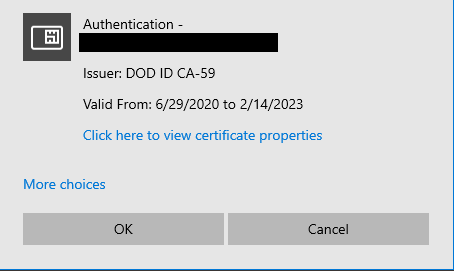 Authentication -
Issuer: DOD ID CA-59
Valid From: 6/29/2020 to 2/14/2023
Click here to view certificate properties
More choices
OK
Cancel